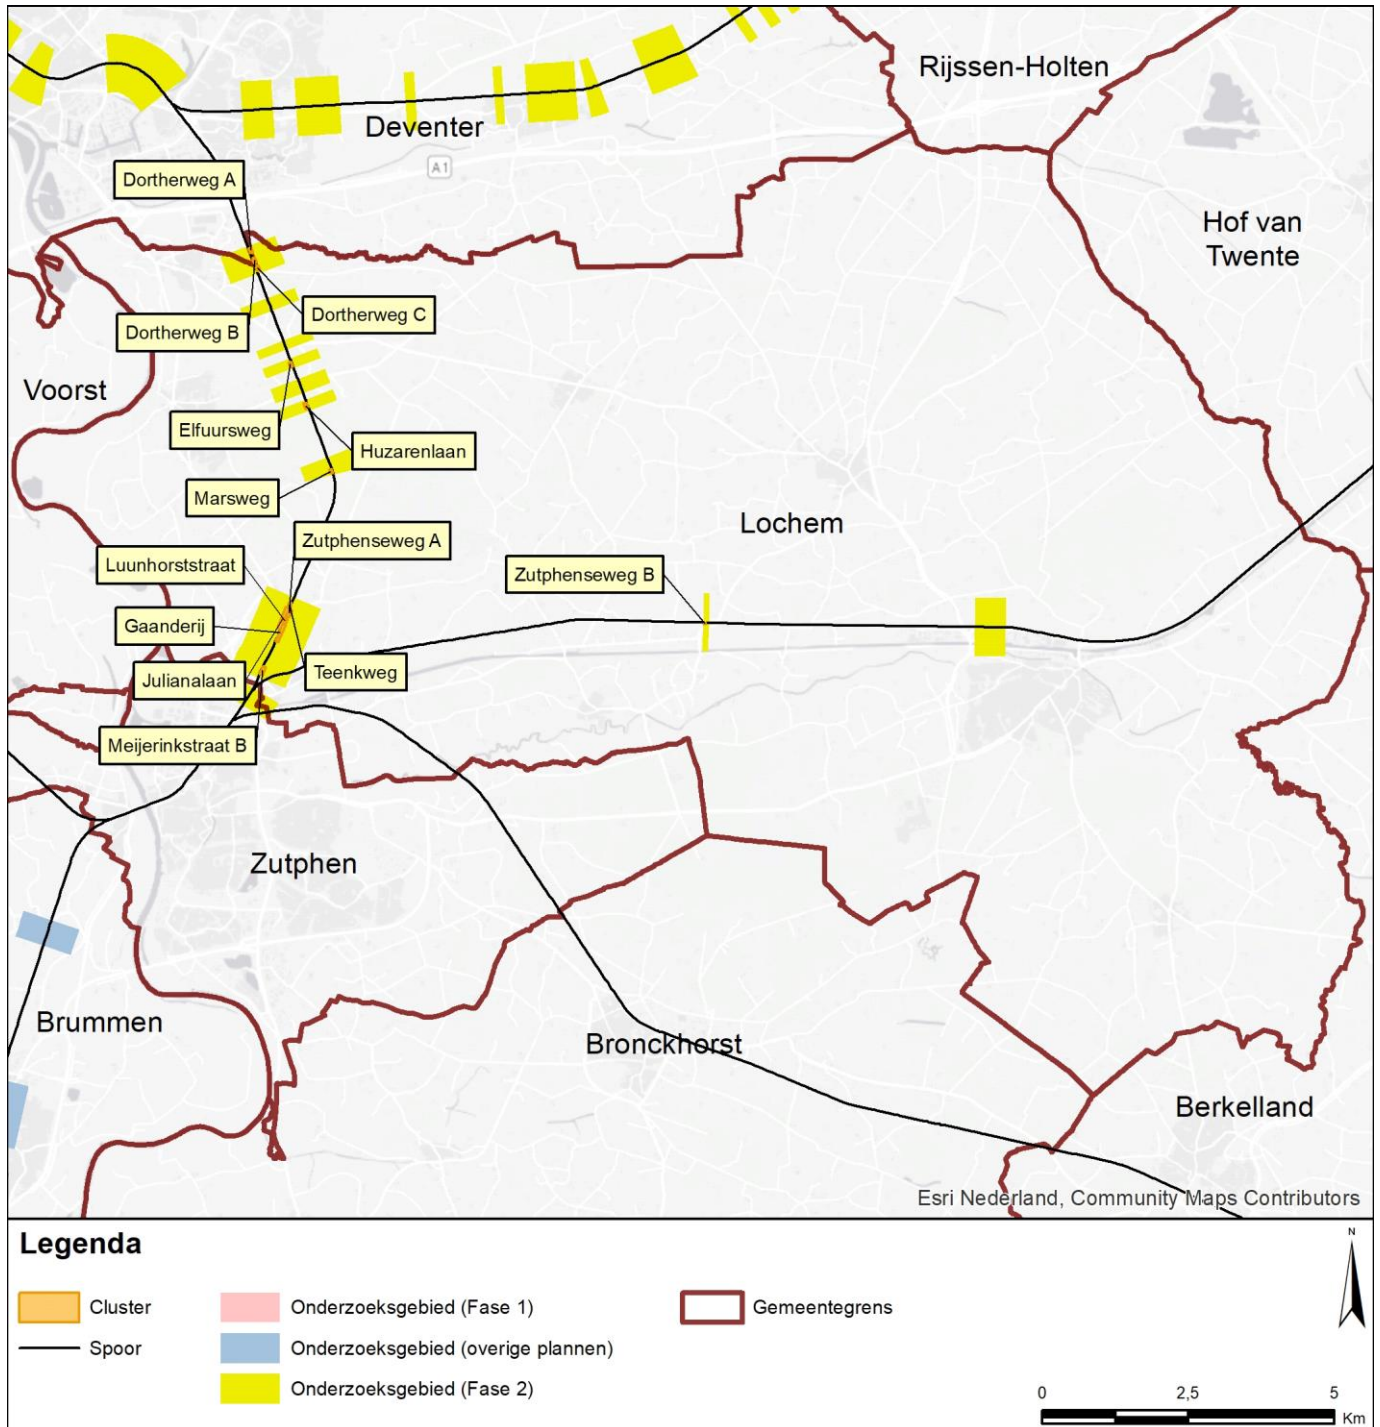 Rijssen-Holten
Deventer
A1
Dortherweg A
Hof van
Twente
Dortherweg C
Dortherweg B
Voorst
Elfuursweg
Huzarenlaan
Marsweg
Lochem
Zutphenseweg A
Luunhorststraat
Zutphenseweg B
Gaanderij
Julianalaan
Teenkweg
Meijerinkstraat B
Zutphen
Brummen
Bronckhorst
Berkelland
Esri Nederland, Community Maps Contributors
Legenda
N
Cluster
Onderzoeksgebied (Fase 1)
Gemeentegrens
Spoor
Onderzoeksgebied (overige plannen)
Onderzoeksgebied (Fase 2)
0 2,5 5
Km